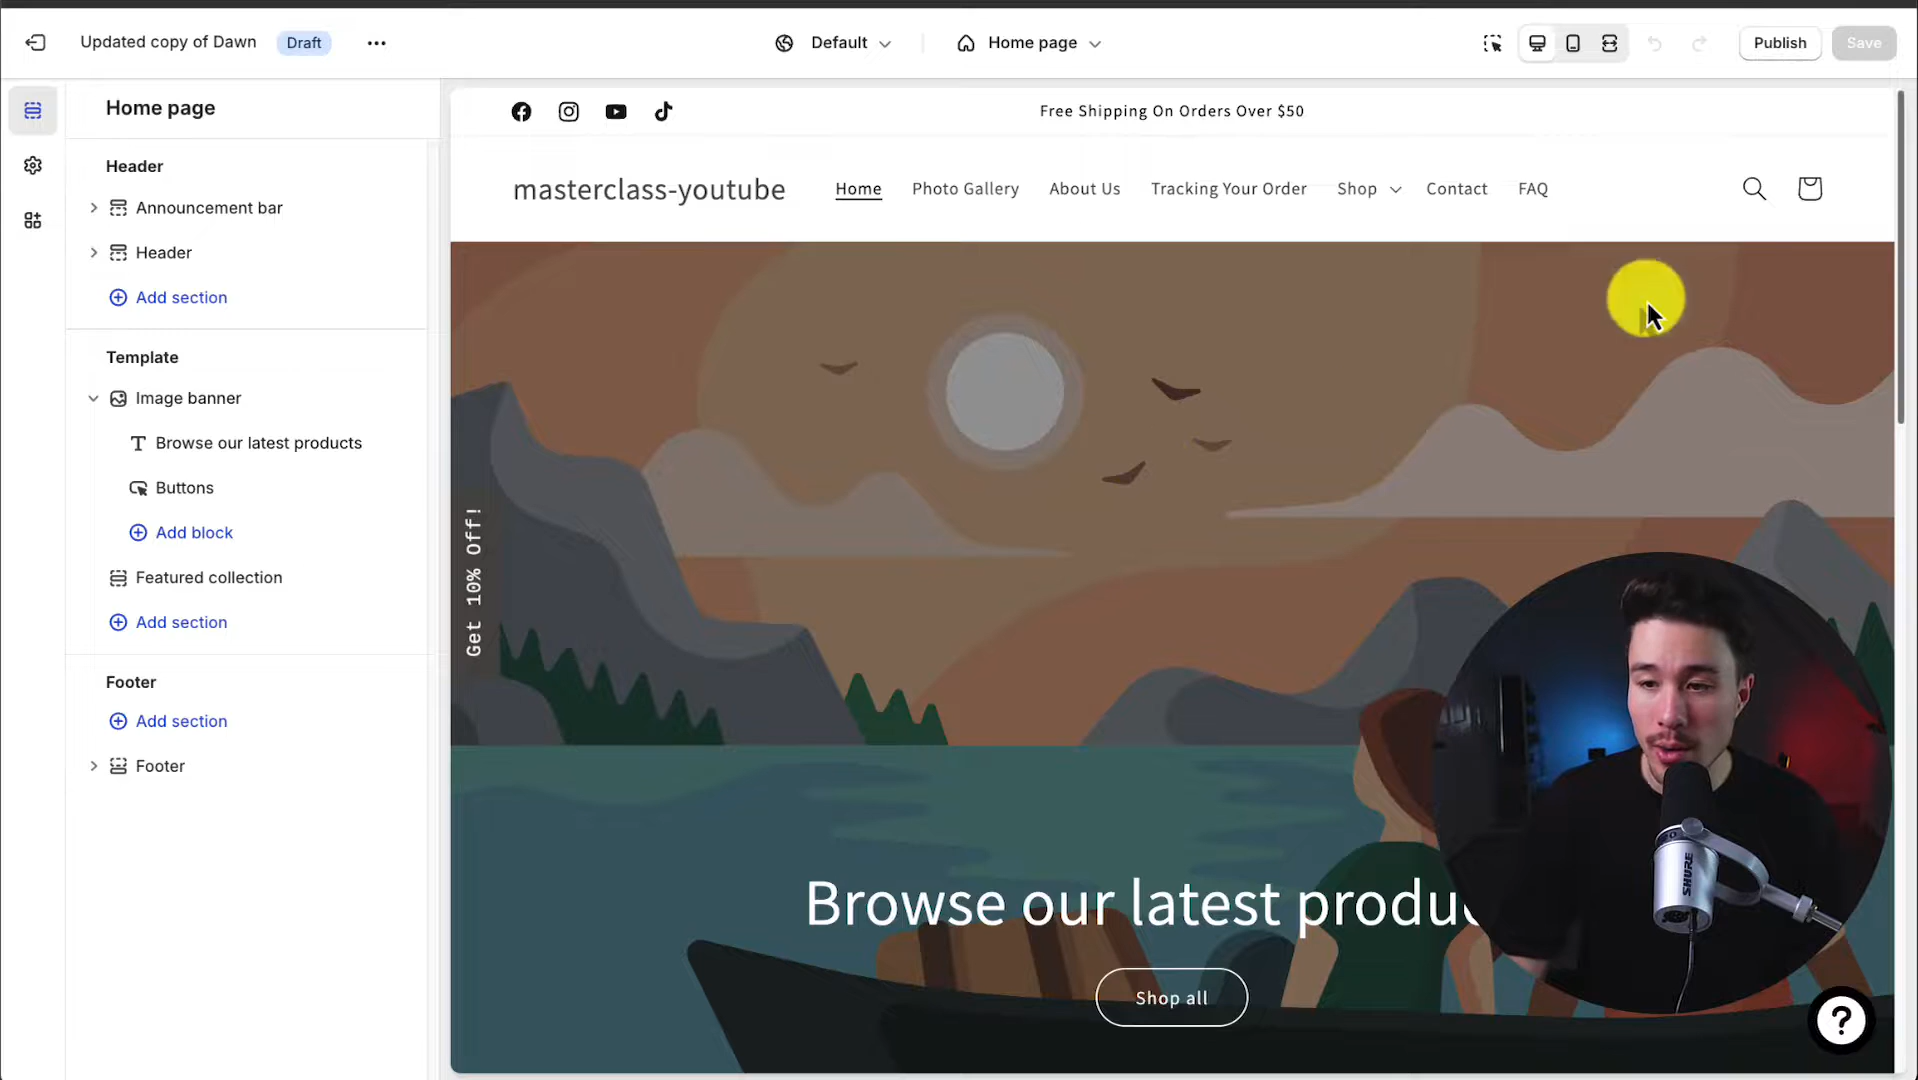 Updated copy of Dawn Draft
Default
Home page
Publish
Save
Home page
Header
Announcement bar
Header
Add section
Template
Image banner
Browse our latest products
Buttons
Add block
Featured collection
Add section
Footer
Add section
Footer
Free Shipping On Orders Over $50
masterclass-youtube
Home
Photo Gallery
About Us
Tracking Your Order
Shop
Contact
FAQ
Get 10% Off!
Browse our latest
Shop all
SHURE
?